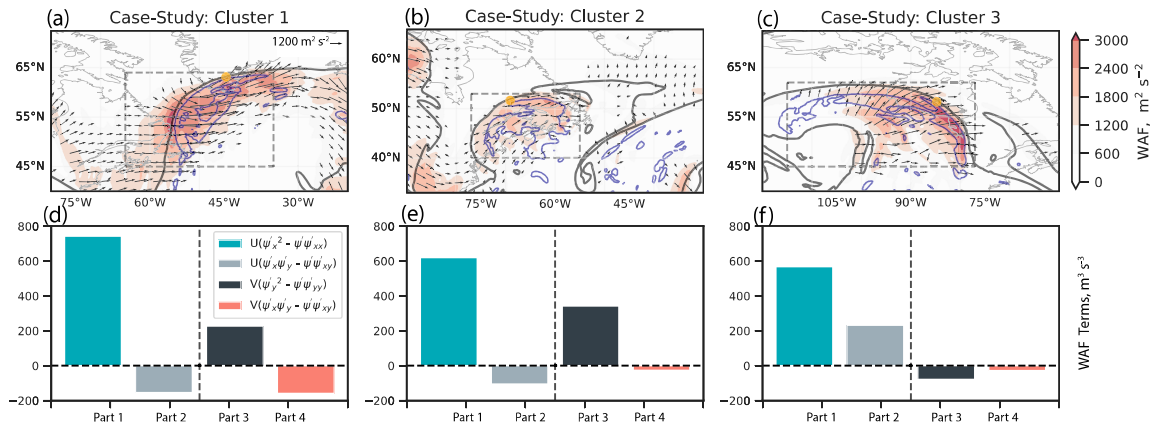 (a) Case-Study: Cluster 1
(b) Case-Study: Cluster 2
(c) Case-Study: Cluster 3
1200 m² s⁻²
65°N
55°N
45°N
75°W 60°W 45°W 30°W
60°N
50°N
40°N
75°W 60°W 45°W
65°N
55°N
45°N
105°W 90°W 75°W
3000
2400
1800
1200
600
0
WAF, m² s⁻²
(d)
(e)
(f)
800
600
400
200
0
−200
U(ψ′ₓ² - ψ′ψ′ₓₓ)
U(ψ′ₓψ′ᵧ - ψ′ψ′ₓᵧ)
V(ψ′ᵧ² - ψ′ψ′ᵧᵧ)
V(ψ′ₓψ′ᵧ - ψ′ψ′ₓᵧ)
Part 1 Part 2 Part 3 Part 4
800
600
400
200
0
−200
Part 1 Part 2 Part 3 Part 4
800
600
400
200
0
−200
Part 1 Part 2 Part 3 Part 4
WAF Terms, m³ s⁻³